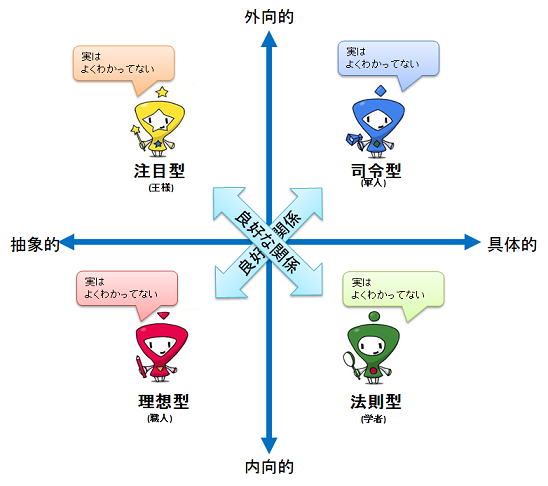 外向的
実は
よくわかってない
実は
よくわかってない
注目型
(王様)
司令型
(軍人)
良好な関係
良好な関係
抽象的
具体的
実は
よくわかってない
実は
よくわかってない
理想型
(職人)
法則型
(学者)
内向的